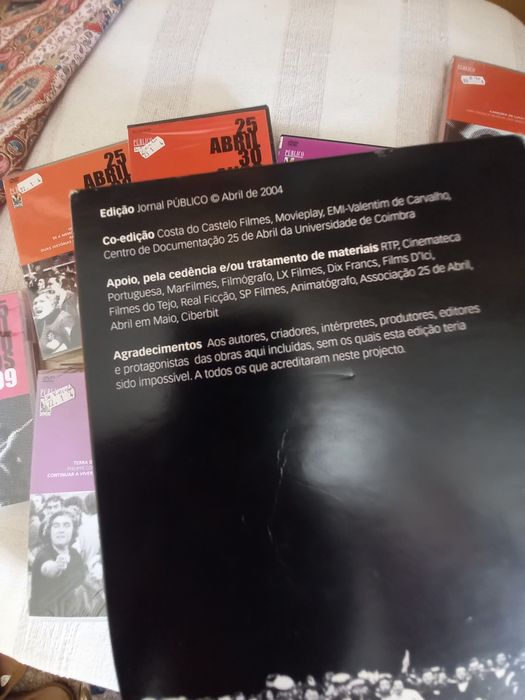 Edição Jornal PÚBLICO © Abril de 2004
Co-edição Costa do Castelo Filmes, Movieplay, EMI-Valentim de Carvalho,
Centro de Documentação 25 de Abril da Universidade de Coimbra
Apoio, pela cedência e/ou tratamento de materiais RTP, Cinemateca
Portuguesa, MarFilmes, Filmógrafo, LX Filmes, Dix Francs, Films D'Ici,
Filmes do Tejo, Real Ficção, SP Filmes, Animatógrafo, Associação 25 de Abril,
Abril em Maio, Ciberbit
Agradecimentos Aos autores, criadores, intérpretes, produtores, editores
e protagonistas das obras aqui incluídas, sem os quais esta edição teria
sido impossível. A todos os que acreditaram neste projecto.
25
ABRIL
25
ABRIL
30
PÚBLICO
TERRA
CONTINUAR A VIVER